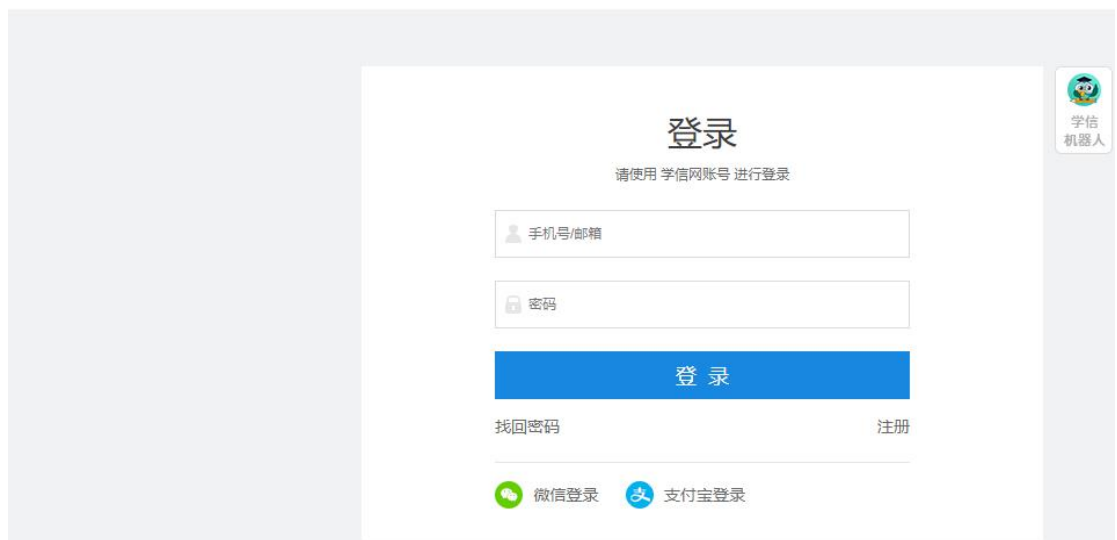 登录
请使用 学信网账号 进行登录
手机号/邮箱
密码
登 录
找回密码 注册
微信登录 支付宝登录
学信
机器人